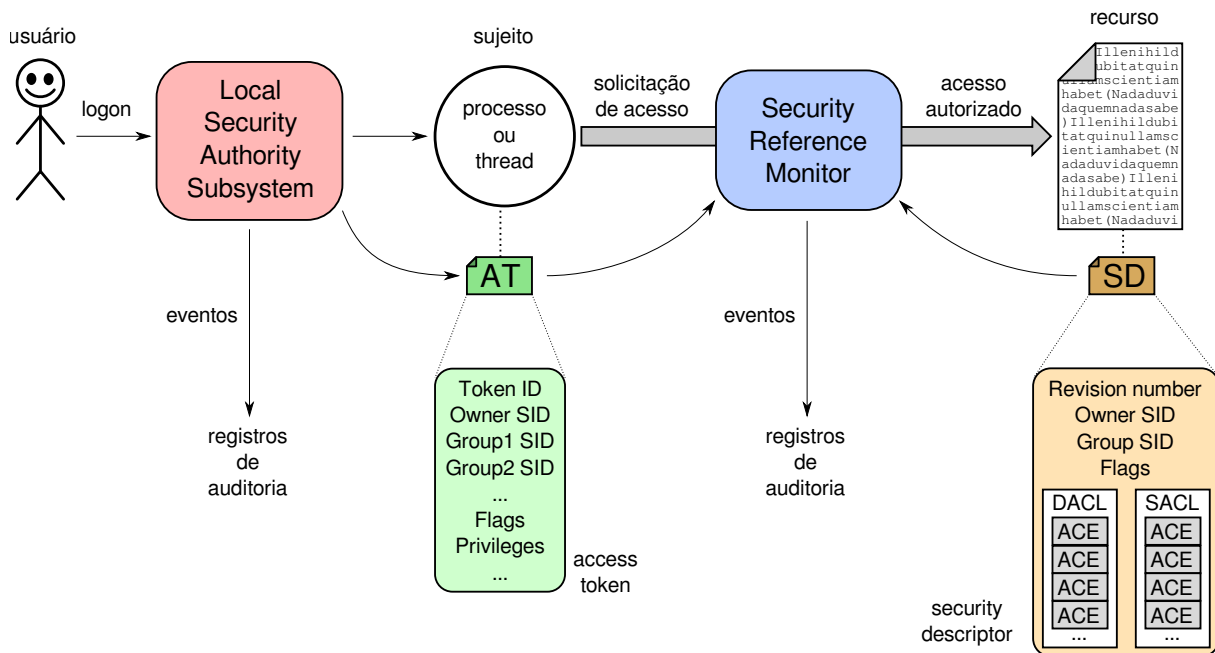 usuário
logon
Local
Security
Authority
Subsystem
eventos
registros
de
auditoria
sujeito
processo
ou
thread
AT
Token ID
Owner SID
Group1 SID
Group2 SID
...
Flags
Privileges
...
access
token
solicitação
de acesso
Security
Reference
Monitor
eventos
registros
de
auditoria
acesso
autorizado
recurso
Illenihild
ubitatquin
ullamscientiam
habet(Nadaduvi
daquemnadasabe
)Illenihildubi
tatquinullamsc
ientiamhabet(N
adaduvidaquemn
adasabe)Illeni
hildubitatquin
ullamscientiam
habet(Nadaduvi
SD
Revision number
Owner SID
Group SID
Flags
DACL
ACE
ACE
ACE
ACE
...
SACL
ACE
ACE
ACE
ACE
...
security
descriptor